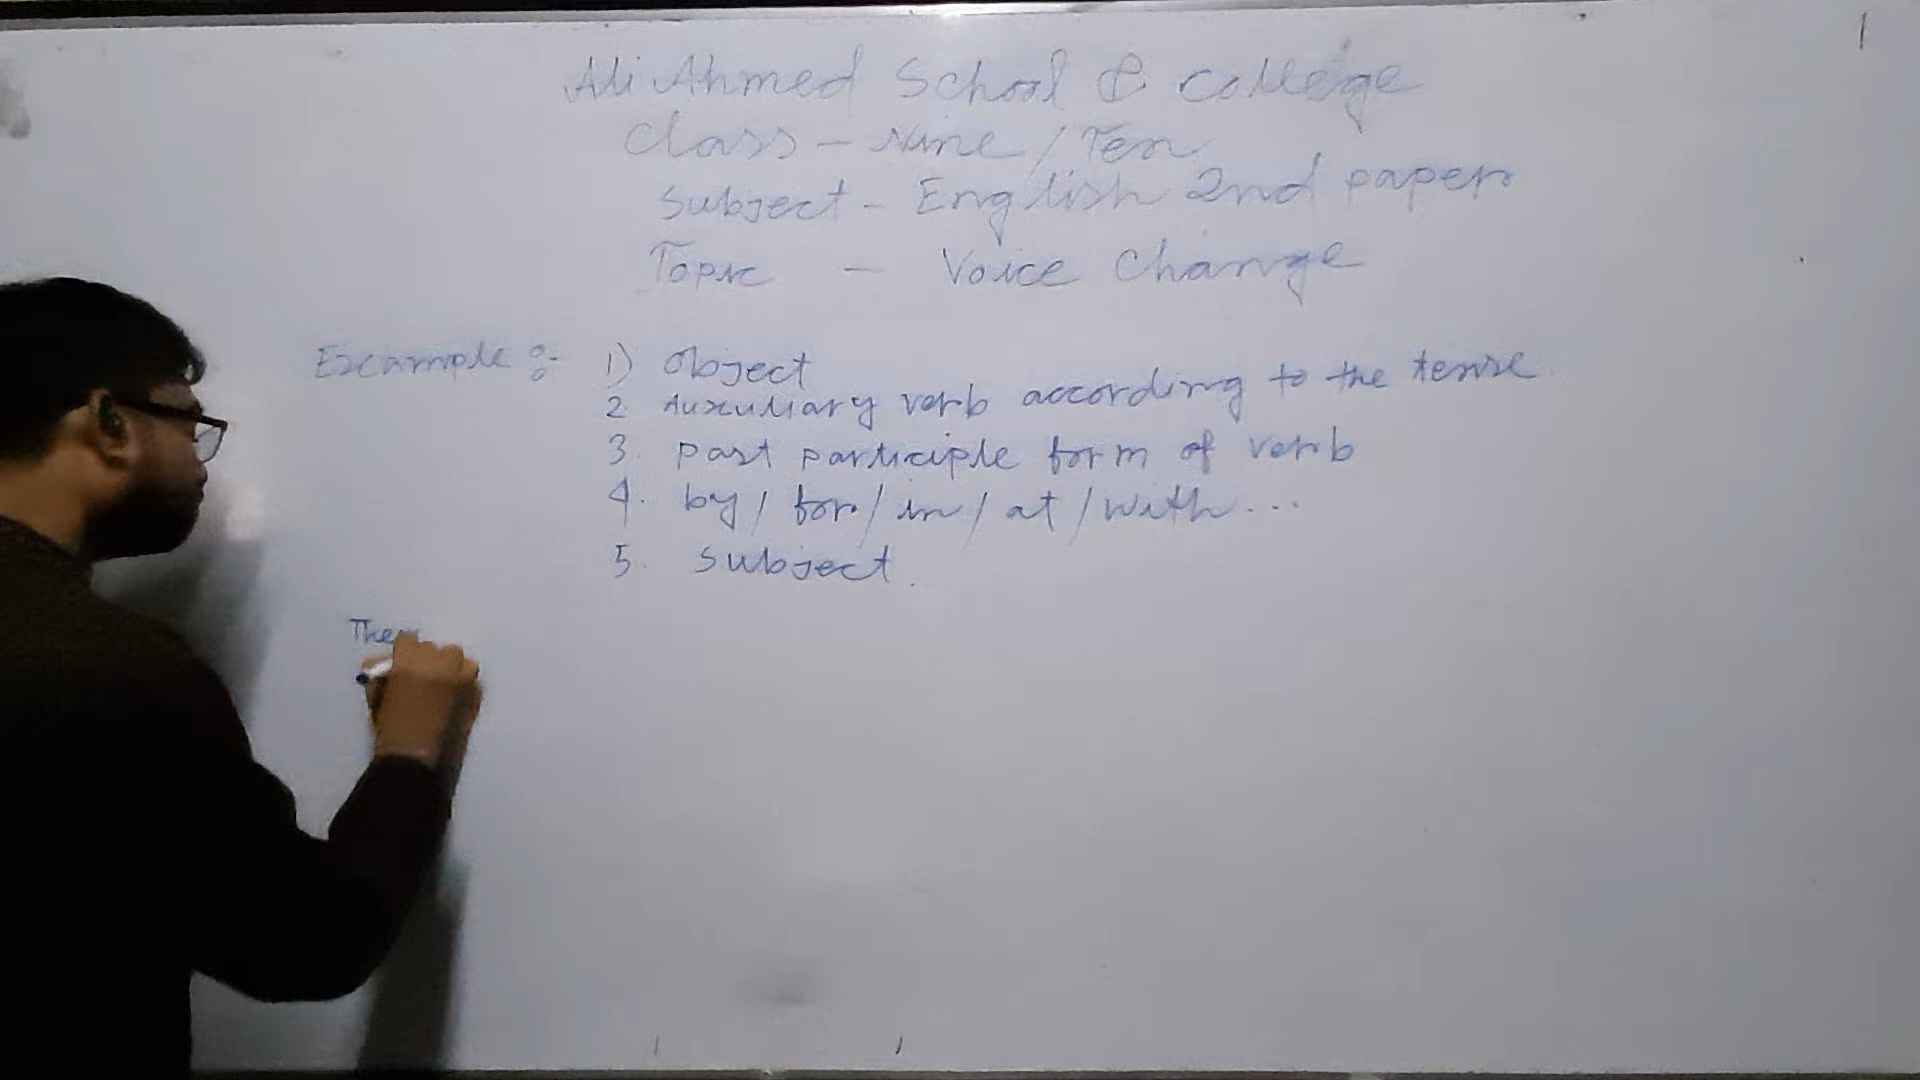 Ali Ahmed School & College
Class - Nine / Ten
Subject - English 2nd paper
Topic - Voice Change
Example :- 1) Object
2. Auxuliary verb according to the tense.
3. past participle form of verb
4. by / for / in / at / with...
5. subject.